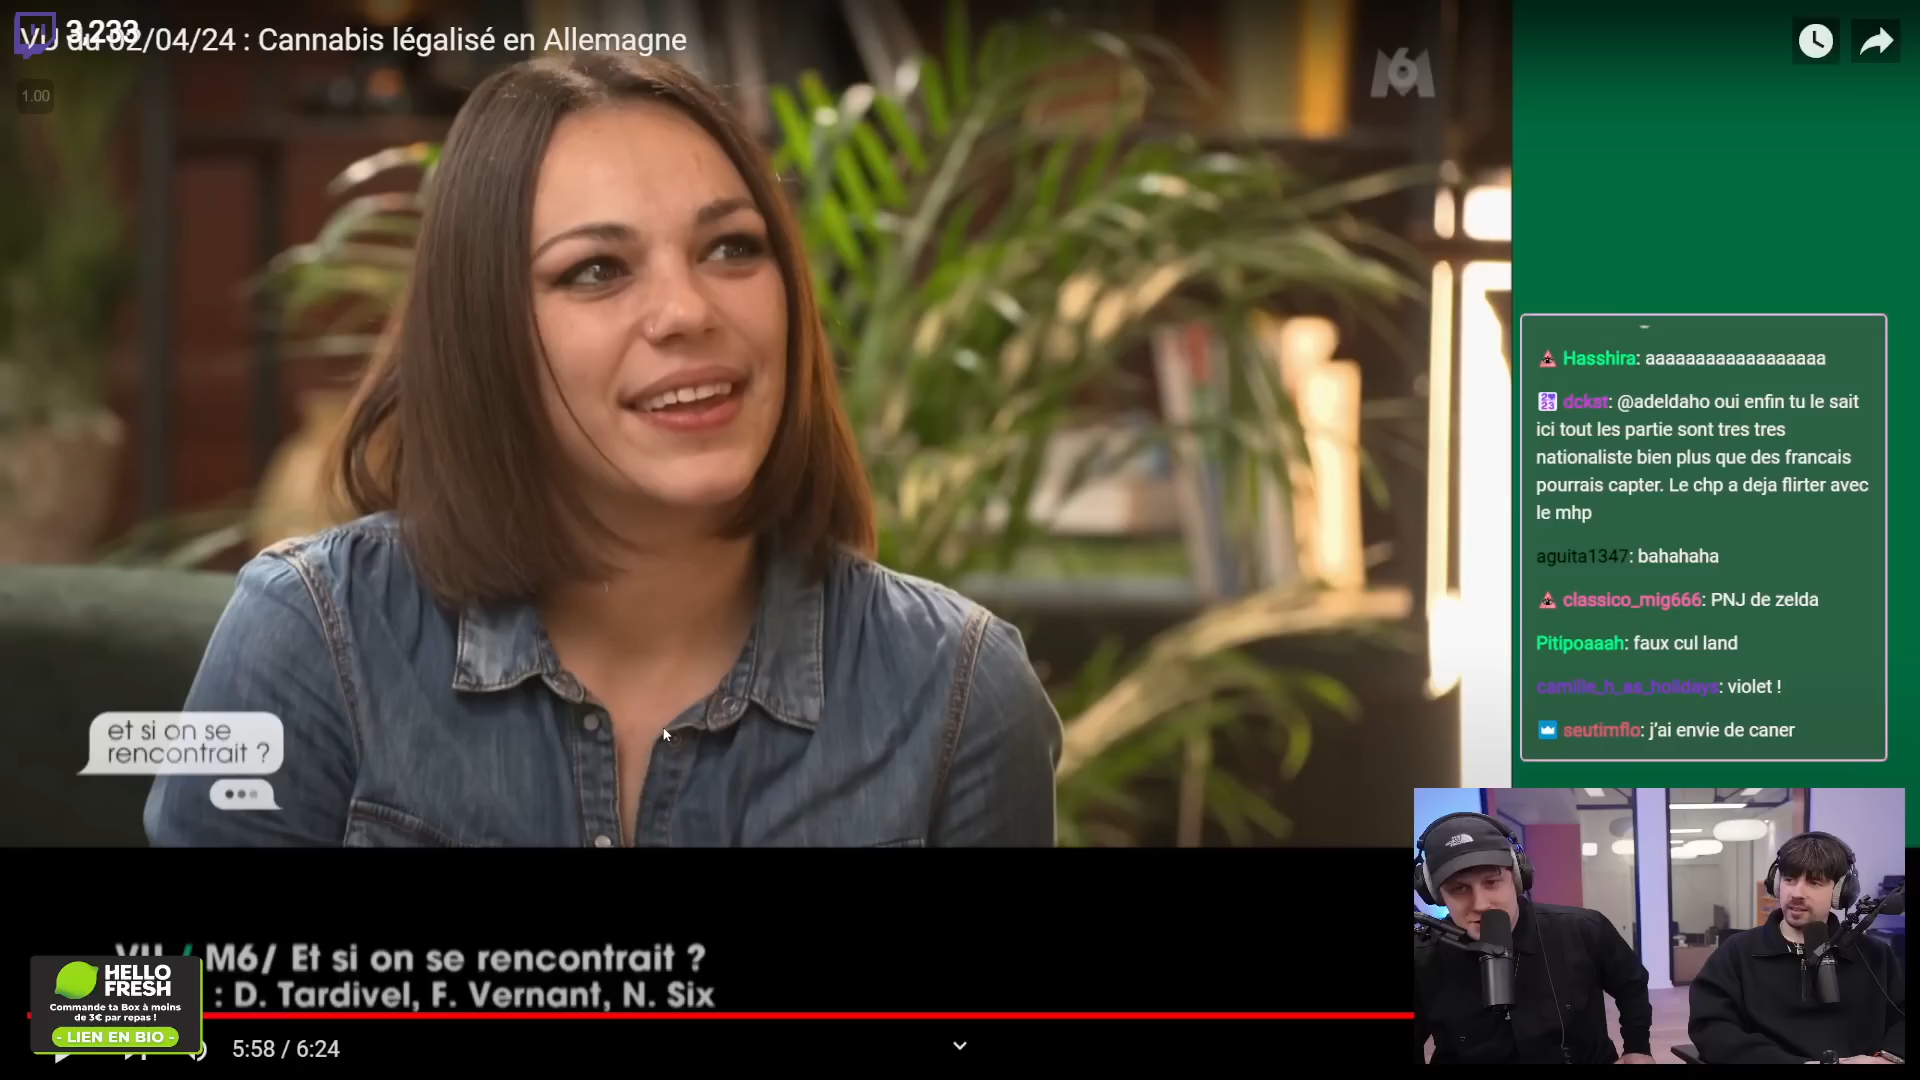 3,233
VU du 02/04/24 : Cannabis légalisé en Allemagne
1.00
M6
Hasshira: aaaaaaaaaaaaaaaaaa
dckst: @adeldaho oui enfin tu le sait
ici tout les partie sont tres tres
nationaliste bien plus que des francais
pourrais capter. Le chp a deja flirter avec
le mhp
aguita1347: bahahaha
classico_mig666: PNJ de zelda
Pitipoaaah: faux cul land
camille_h_as_holidays: violet !
seutimflo: j'ai envie de caner
et si on se
rencontrait ?
VU / M6/ Et si on se rencontrait ?
: D. Tardivel, F. Vernant, N. Six
HELLO
FRESH
Commande ta Box à moins
de 3€ par repas !
- LIEN EN BIO -
5:58 / 6:24